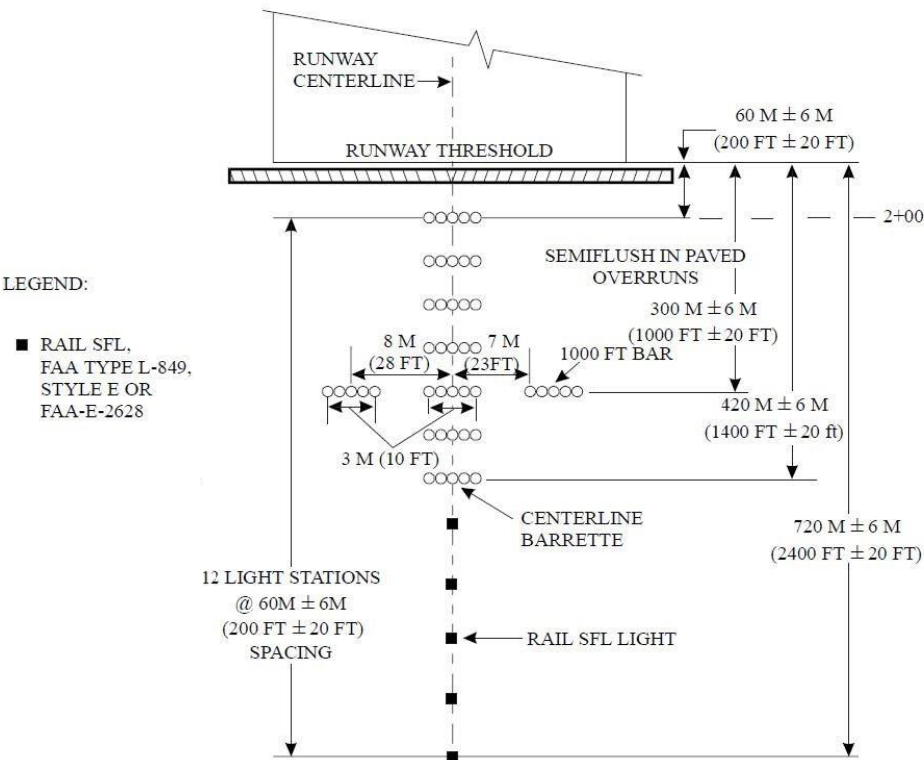 RUNWAY
CENTERLINE
60 M ± 6 M
(200 FT ± 20 FT)
RUNWAY THRESHOLD
2+00
LEGEND:
SEMIFLUSH IN PAVED
OVERRUNS
300 M ± 6 M
(1000 FT ± 20 FT)
RAIL SFL,
FAA TYPE L-849,
STYLE E OR
FAA-E-2628
8 M
(28 FT)
7 M
(23FT)
1000 FT BAR
420 M ± 6 M
(1400 FT ± 20 ft)
3 M (10 FT)
CENTERLINE
BARRETTE
720 M ± 6 M
(2400 FT ± 20 FT)
12 LIGHT STATIONS
@ 60M ± 6M
(200 FT ± 20 FT)
SPACING
RAIL SFL LIGHT